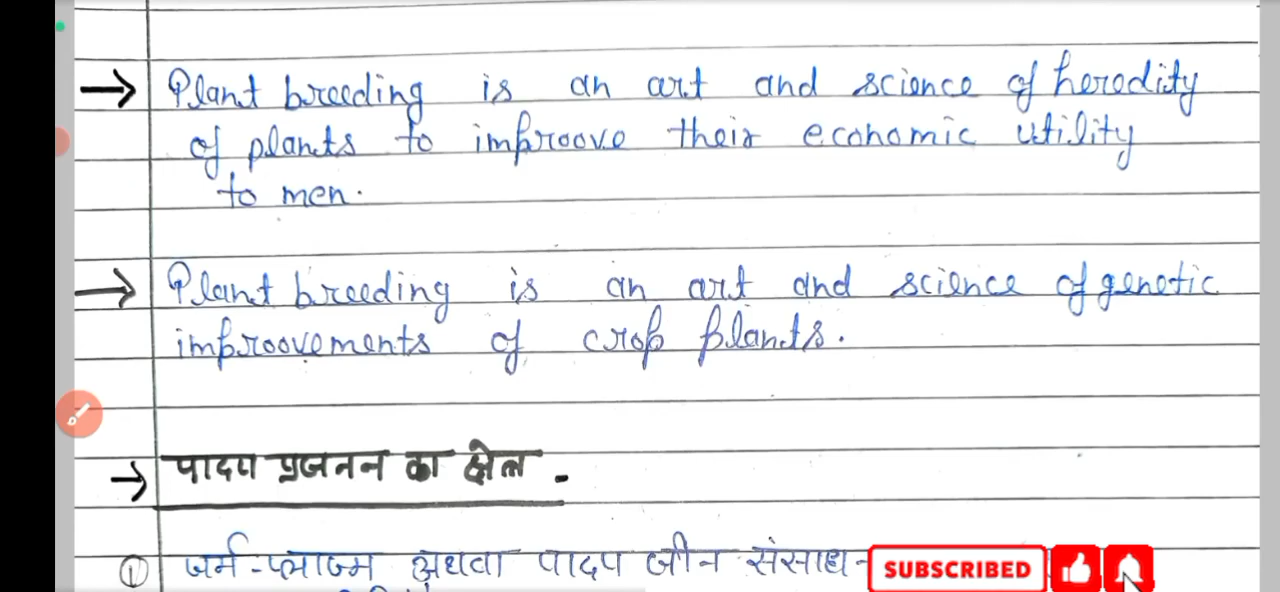 → Plant breeding is an art and science of heredity
of plants to improove their economic utility
to men.
→ Plant breeding is an art and science of genetic
improovements of crop plants.
→ पादप प्रजनन का क्षेत्र .
① जर्म-प्लाज्म अथवा पादप जीन संसाधन
SUBSCRIBED